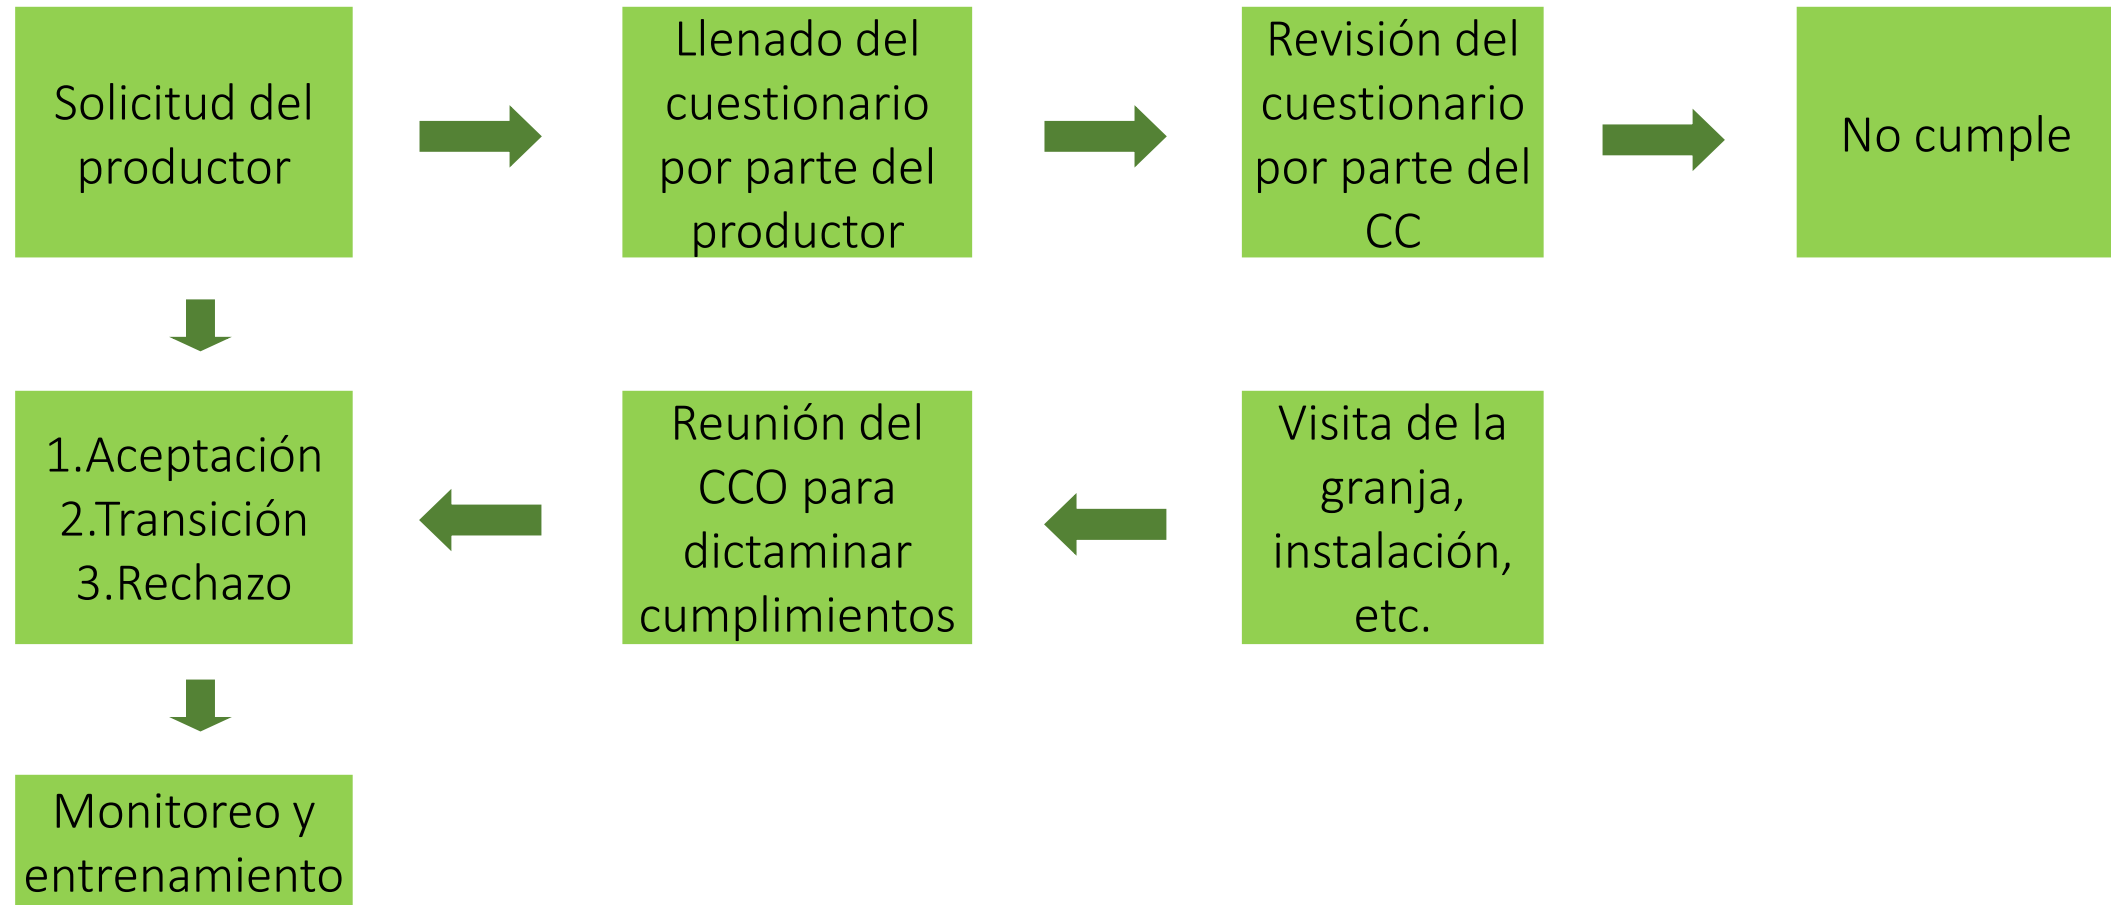 Solicitud del
productor
Llenado del
cuestionario
por parte del
productor
Revisión del
cuestionario
por parte del
CC
No cumple
1.Aceptación
2.Transición
3.Rechazo
Reunión del
CCO para
dictaminar
cumplimientos
Visita de la
granja,
instalación,
etc.
Monitoreo y
entrenamiento